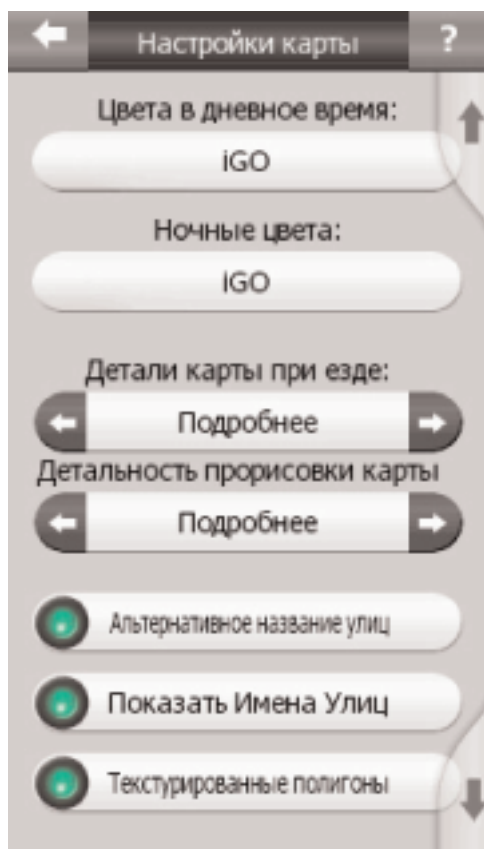 Настройки карты ?
Цвета в дневное время:
iGO
Ночные цвета:
iGO
Детали карты при езде:
Подробнее
Детальность прорисовки карты
Подробнее
Альтернативное название улиц
Показать Имена Улиц
Текстурированные полигоны